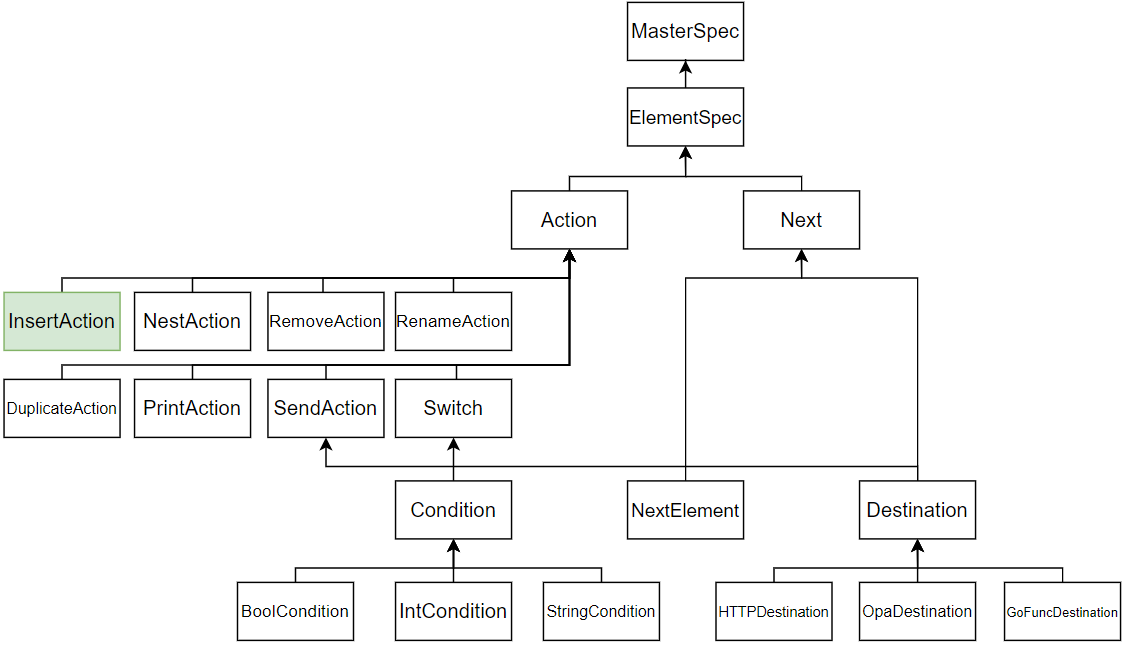 MasterSpec
ElementSpec
Action
Next
InsertAction
NestAction
RemoveAction
RenameAction
DuplicateAction
PrintAction
SendAction
Switch
Condition
NextElement
Destination
BoolCondition
IntCondition
StringCondition
HTTPDestination
OpaDestination
GoFuncDestination